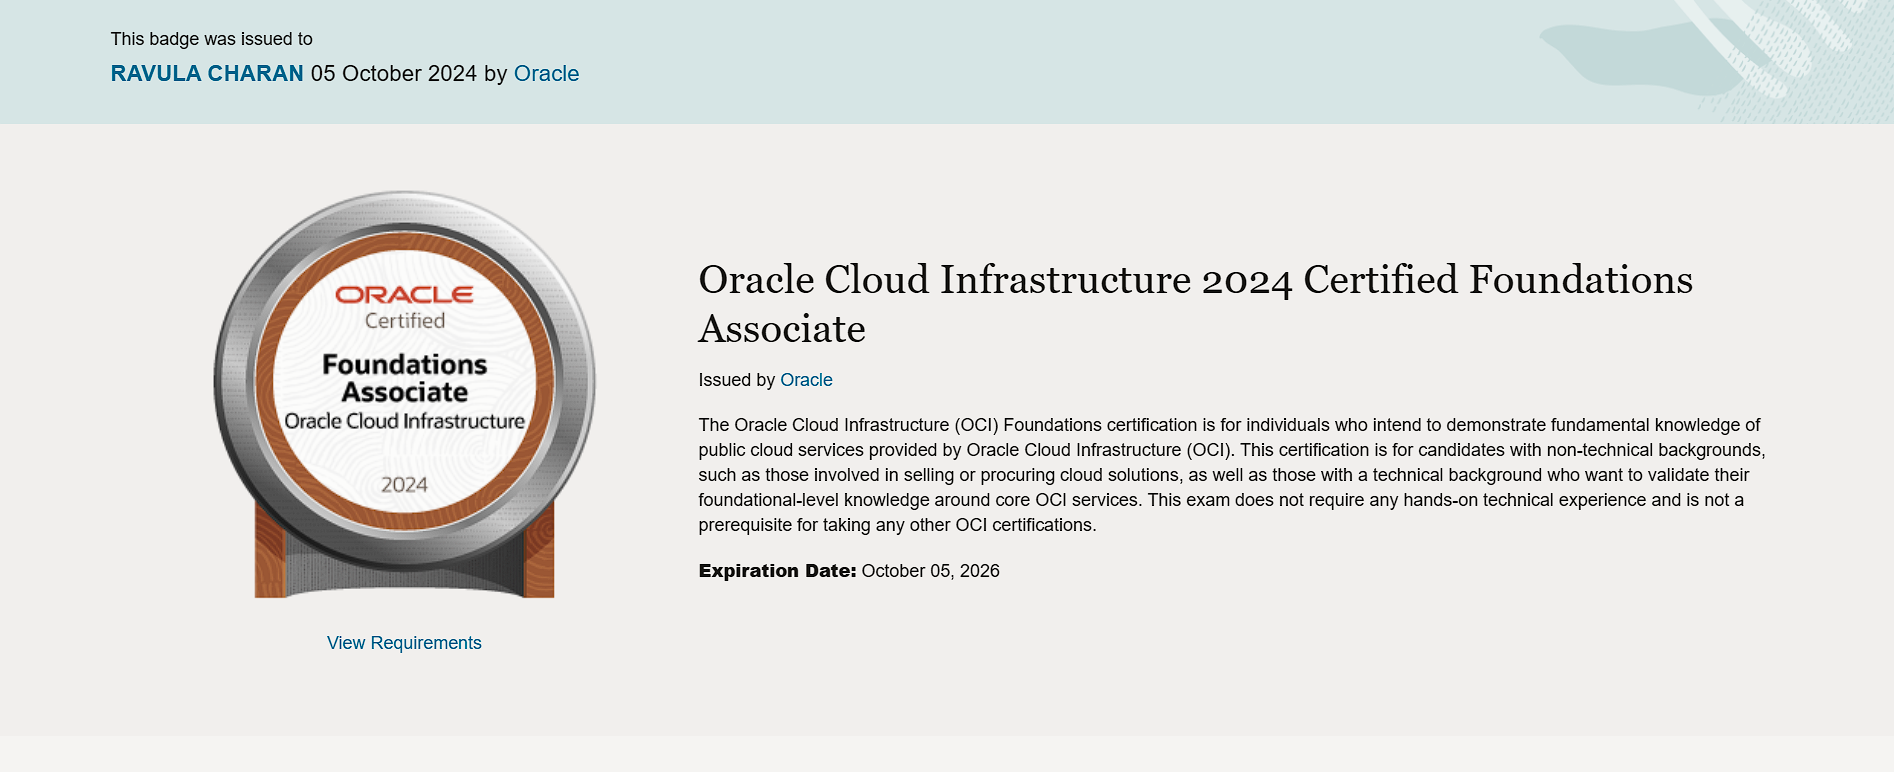 This badge was issued to
RAVULA CHARAN 05 October 2024 by Oracle
ORACLE
Certified
Foundations
Associate
Oracle Cloud Infrastructure
2024
View Requirements
Oracle Cloud Infrastructure 2024 Certified Foundations
Associate
Issued by Oracle
The Oracle Cloud Infrastructure (OCI) Foundations certification is for individuals who intend to demonstrate fundamental knowledge of
public cloud services provided by Oracle Cloud Infrastructure (OCI). This certification is for candidates with non-technical backgrounds,
such as those involved in selling or procuring cloud solutions, as well as those with a technical background who want to validate their
foundational-level knowledge around core OCI services. This exam does not require any hands-on technical experience and is not a
prerequisite for taking any other OCI certifications.
Expiration Date: October 05, 2026